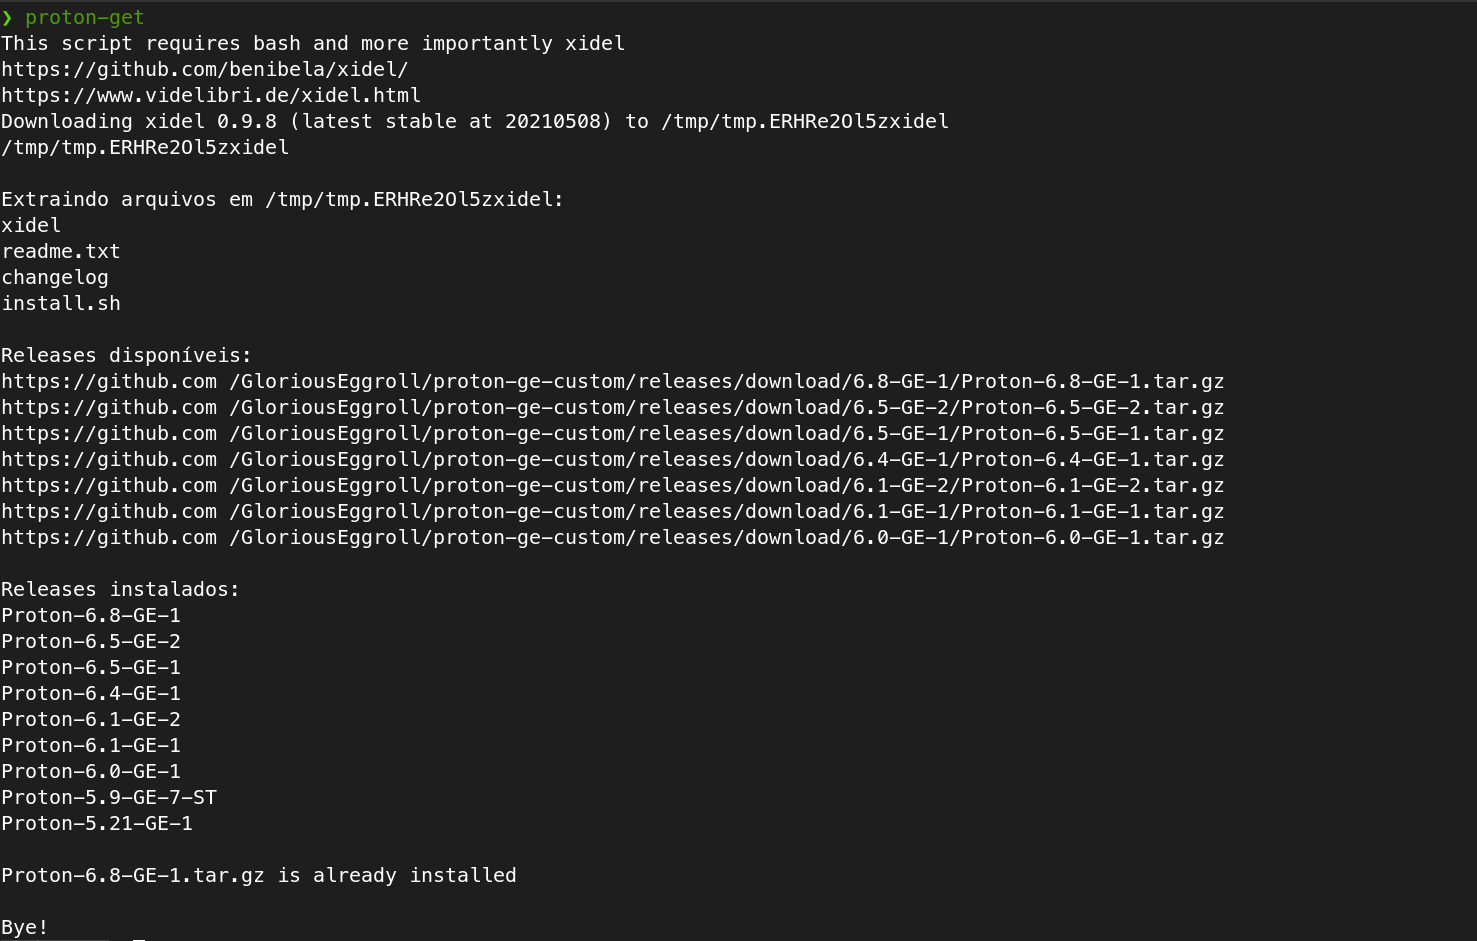 ❯ proton-get
This script requires bash and more importantly xidel
https://github.com/benibela/xidel/
https://www.videlibri.de/xidel.html
Downloading xidel 0.9.8 (latest stable at 20210508) to /tmp/tmp.ERHRe2Ol5zxidel
/tmp/tmp.ERHRe2Ol5zxidel

Extraindo arquivos em /tmp/tmp.ERHRe2Ol5zxidel:
xidel
readme.txt
changelog
install.sh

Releases disponíveis:
https://github.com /GloriousEggroll/proton-ge-custom/releases/download/6.8-GE-1/Proton-6.8-GE-1.tar.gz
https://github.com /GloriousEggroll/proton-ge-custom/releases/download/6.5-GE-2/Proton-6.5-GE-2.tar.gz
https://github.com /GloriousEggroll/proton-ge-custom/releases/download/6.5-GE-1/Proton-6.5-GE-1.tar.gz
https://github.com /GloriousEggroll/proton-ge-custom/releases/download/6.4-GE-1/Proton-6.4-GE-1.tar.gz
https://github.com /GloriousEggroll/proton-ge-custom/releases/download/6.1-GE-2/Proton-6.1-GE-2.tar.gz
https://github.com /GloriousEggroll/proton-ge-custom/releases/download/6.1-GE-1/Proton-6.1-GE-1.tar.gz
https://github.com /GloriousEggroll/proton-ge-custom/releases/download/6.0-GE-1/Proton-6.0-GE-1.tar.gz

Releases instalados:
Proton-6.8-GE-1
Proton-6.5-GE-2
Proton-6.5-GE-1
Proton-6.4-GE-1
Proton-6.1-GE-2
Proton-6.1-GE-1
Proton-6.0-GE-1
Proton-5.9-GE-7-ST
Proton-5.21-GE-1

Proton-6.8-GE-1.tar.gz is already installed

Bye!